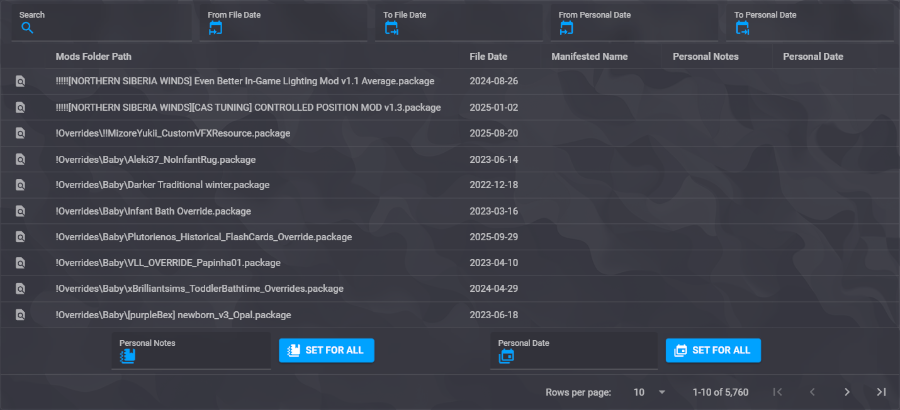 Search From File Date To File Date From Personal Date To Personal Date
Mods Folder Path File Date Manifested Name Personal Notes Personal Date
!!!!![NORTHERN SIBERIA WINDS] Even Better In-Game Lighting Mod v1.1 Average.package 2024-08-26
!!!!![NORTHERN SIBERIA WINDS][CAS TUNING] CONTROLLED POSITION MOD v1.3.package 2025-01-02
!Overrides\!!MizoreYukii_CustomVFXResource.package 2025-08-20
!Overrides\Baby\Aleki37_NoInfantRug.package 2023-06-14
!Overrides\Baby\Darker Traditional winter.package 2022-12-18
!Overrides\Baby\Infant Bath Override.package 2023-03-16
!Overrides\Baby\Plutorienos_Historical_FlashCards_Override.package 2025-09-29
!Overrides\Baby\VLL_OVERRIDE_Papinha01.package 2023-04-10
!Overrides\Baby\xBrilliantsims_ToddlerBathtime_Overrides.package 2024-04-29
!Overrides\Baby\[purpleBex] newborn_v3_Opal.package 2023-06-18
Personal Notes SET FOR ALL Personal Date SET FOR ALL
Rows per page: 10 1-10 of 5,760